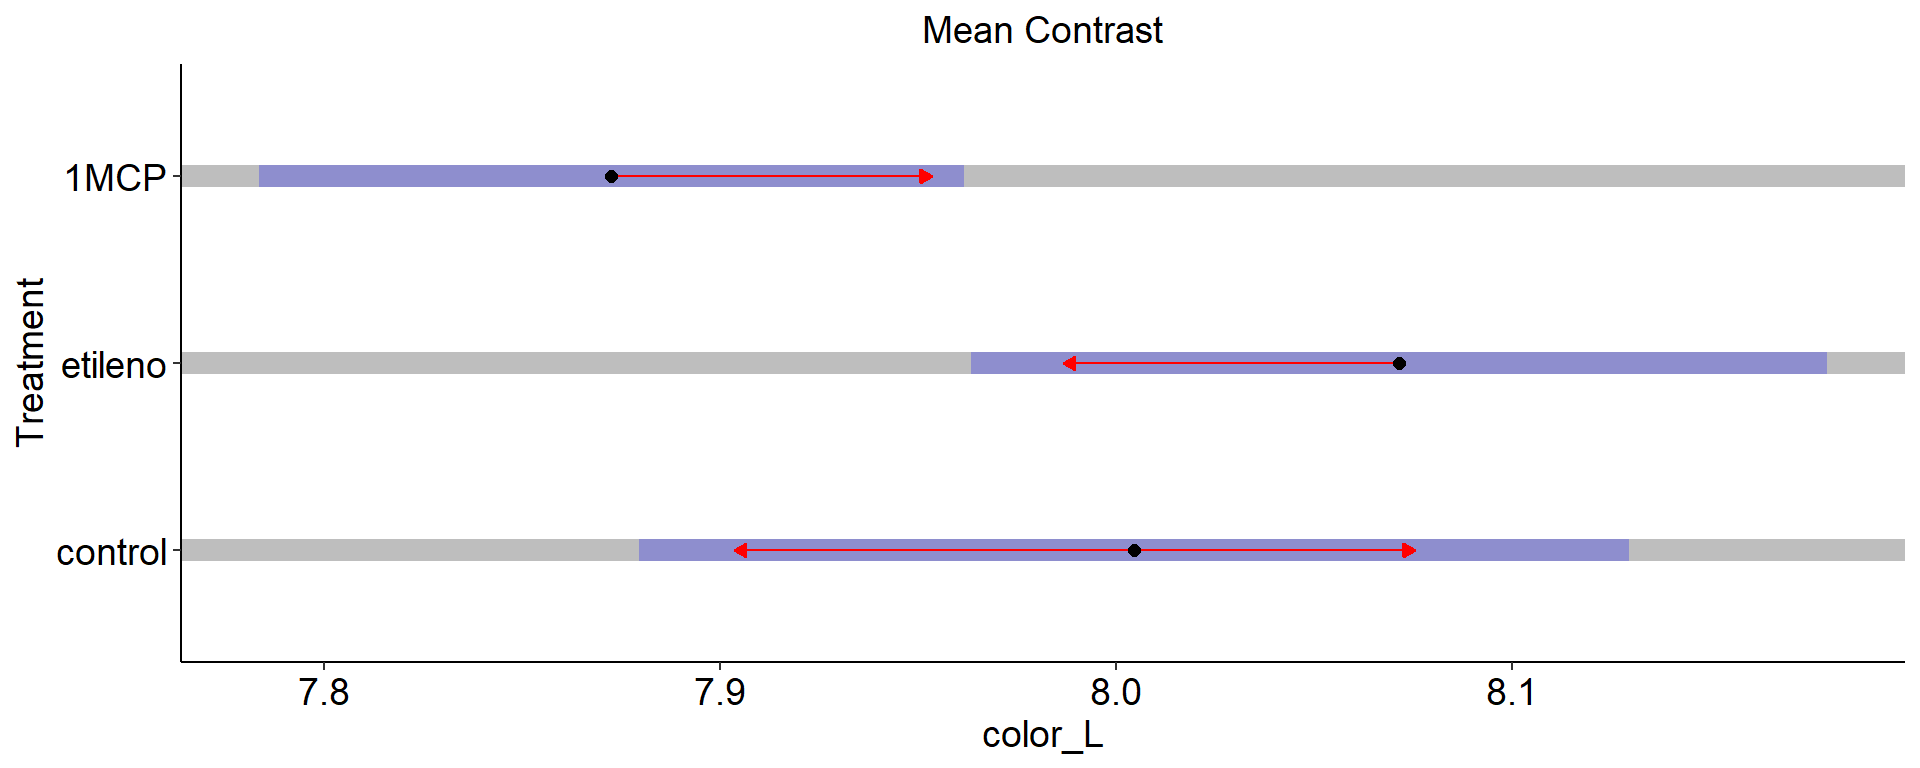 Mean Contrast
1MCP
etileno
control
Treatment
7.8 7.9 8.0 8.1
color_L